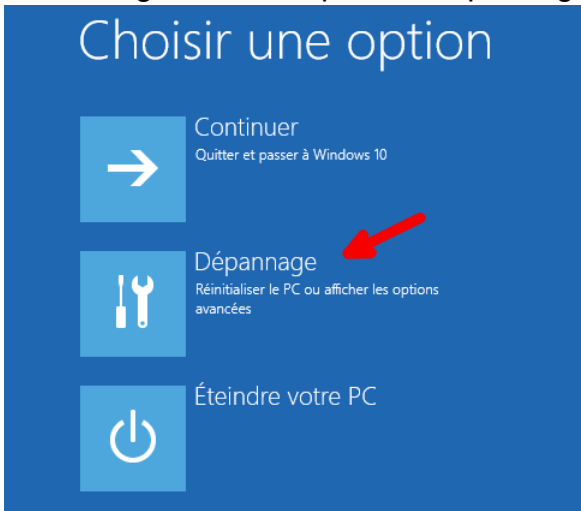 Choisir une option
Continuer
Quitter et passer à Windows 10
Dépannage
Réinitialiser le PC ou afficher les options
avancées
Éteindre votre PC